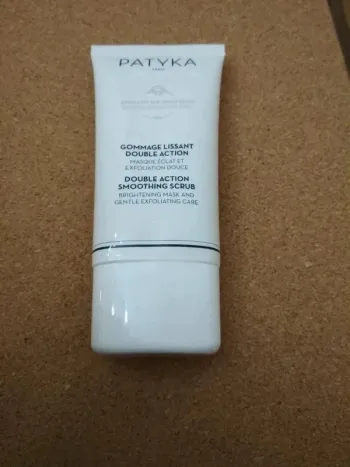 PATYKA
PARIS
GOMMAGE LISSANT
DOUBLE ACTION
MASQUE ÉCLAT ET
EXFOLIATION DOUCE
DOUBLE ACTION
SMOOTHING SCRUB
BRIGHTENING MASK AND
GENTLE EXFOLIATING CARE